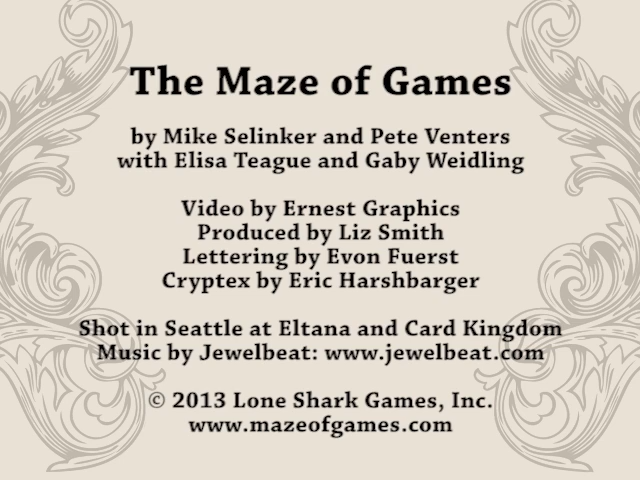 The Maze of Games
by Mike Selinker and Pete Venters
with Elisa Teague and Gaby Weidling
Video by Ernest Graphics
Produced by Liz Smith
Lettering by Evon Fuerst
Cryptex by Eric Harshbarger
Shot in Seattle at Eltana and Card Kingdom
Music by Jewelbeat: www.jewelbeat.com
© 2013 Lone Shark Games, Inc.
www.mazeofgames.com